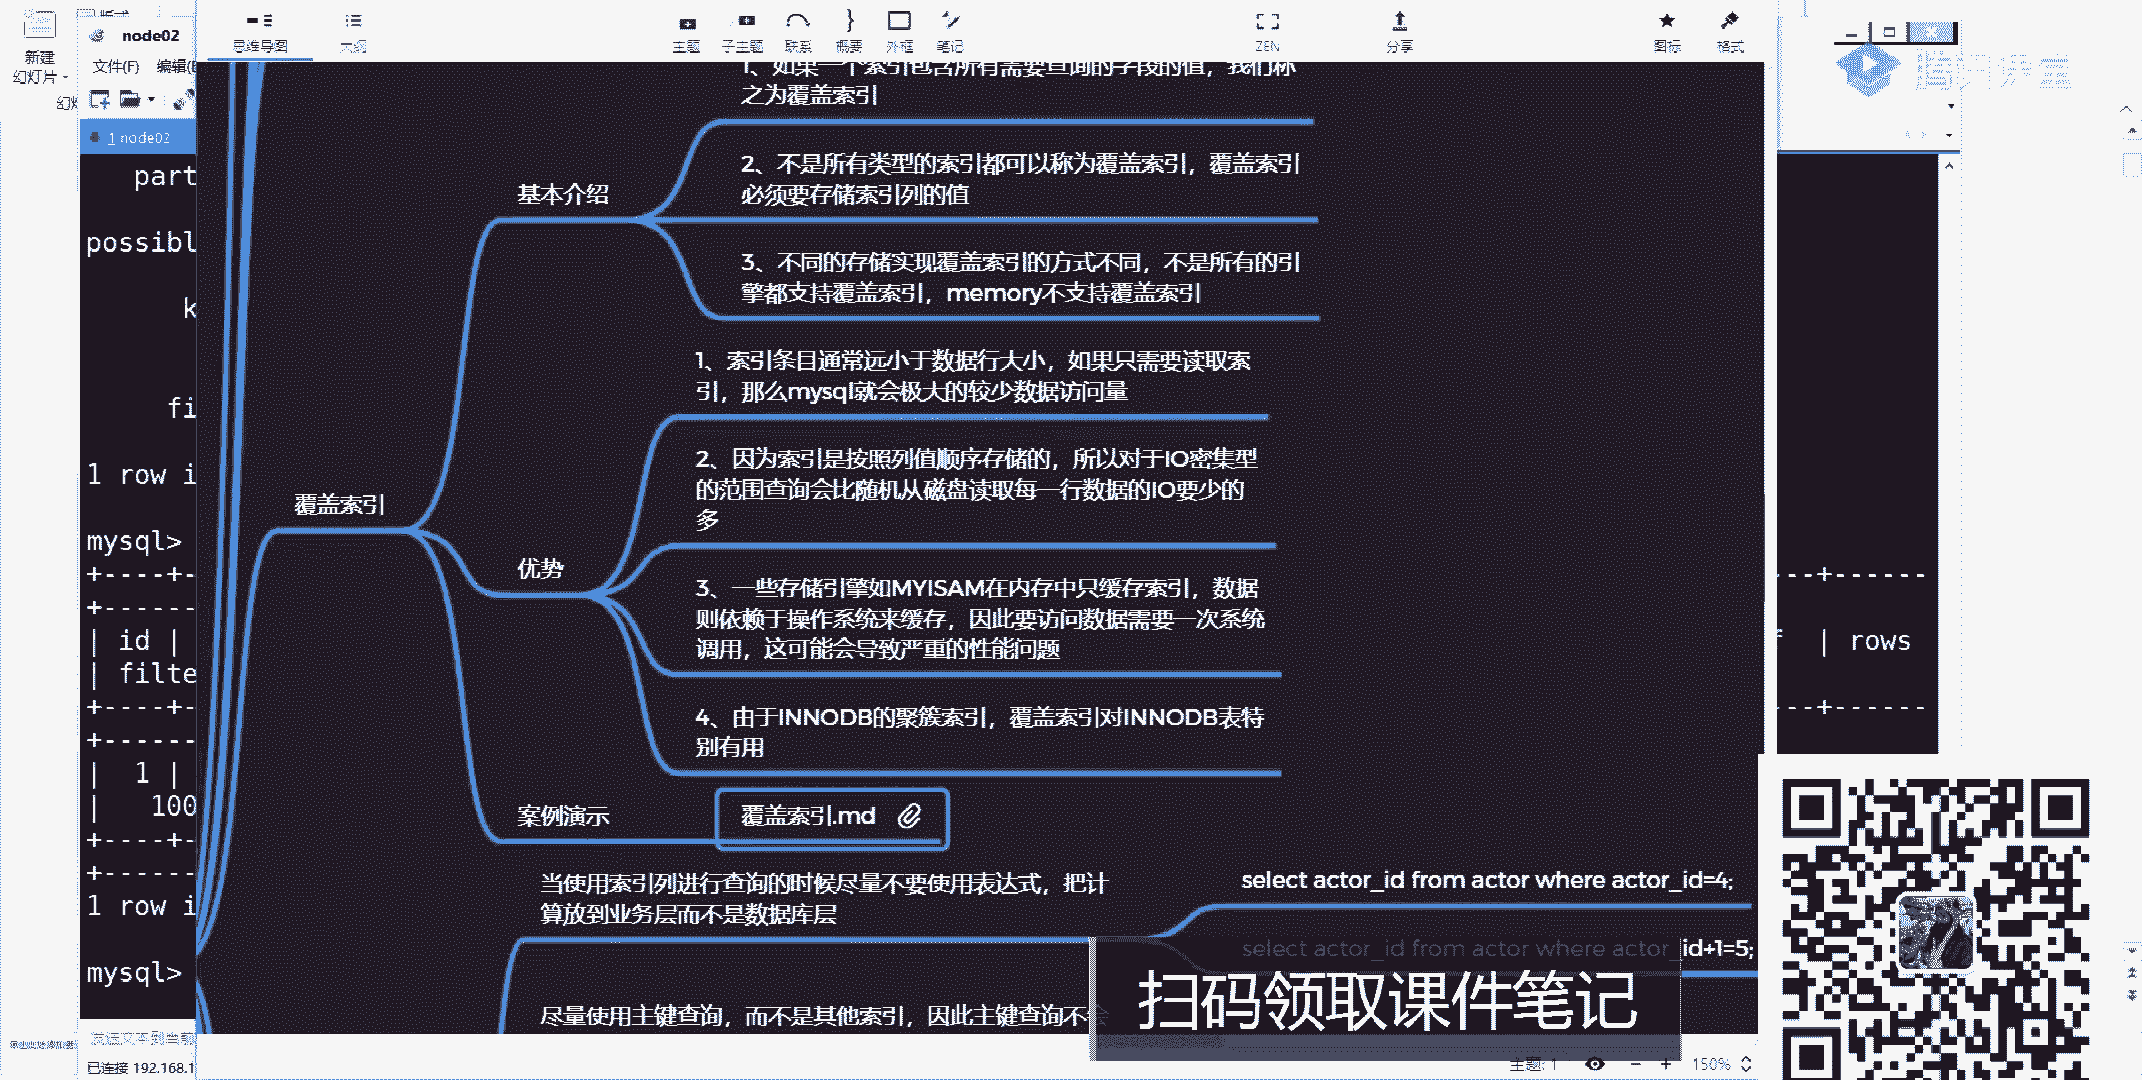 新建
幻灯片
node02
文件(F)
1 node02
思维导图
大纲
主题
子主题
联系
概要
外框
笔记
ZEN
分享
图标
格式
part
possibl
k
fi
1 row i
mysql>
+----+-
+------
| id |
| filte
+----+-
+------
| 1 |
| 100
+----+-
+------
1 row i
mysql>
---+------
| rows
---+------
已连接 192.168.1
1、如果一个索引包含所有需要查询的字段的值，我们称
之为覆盖索引
2、不是所有类型的索引都可以称为覆盖索引，覆盖索引
必须要存储索引列的值
基本介绍
3、不同的存储实现覆盖索引的方式不同，不是所有的引
擎都支持覆盖索引，memory不支持覆盖索引
1、索引条目通常远小于数据行大小，如果只需要读取索
引，那么mysql就会极大的较少数据访问量
2、因为索引是按照列值顺序存储的，所以对于IO密集型
的范围查询会比随机从磁盘读取每一行数据的IO要少的
多
覆盖索引
优势
3、一些存储引擎如MYISAM在内存中只缓存索引，数据
则依赖于操作系统来缓存，因此要访问数据需要一次系统
调用，这可能会导致严重的性能问题
4、由于INNODB的聚簇索引，覆盖索引对INNODB表特
别有用
案例演示
覆盖索引.md
当使用索引列进行查询的时候尽量不要使用表达式，把计
算放到业务层而不是数据库层
select actor_id from actor where actor_id=4;
select actor_id from actor where actor_id+1=5;
尽量使用主键查询，而不是其他索引，因此主键查询不会
扫码领取课件笔记
主题: 1
150%
腾讯课堂